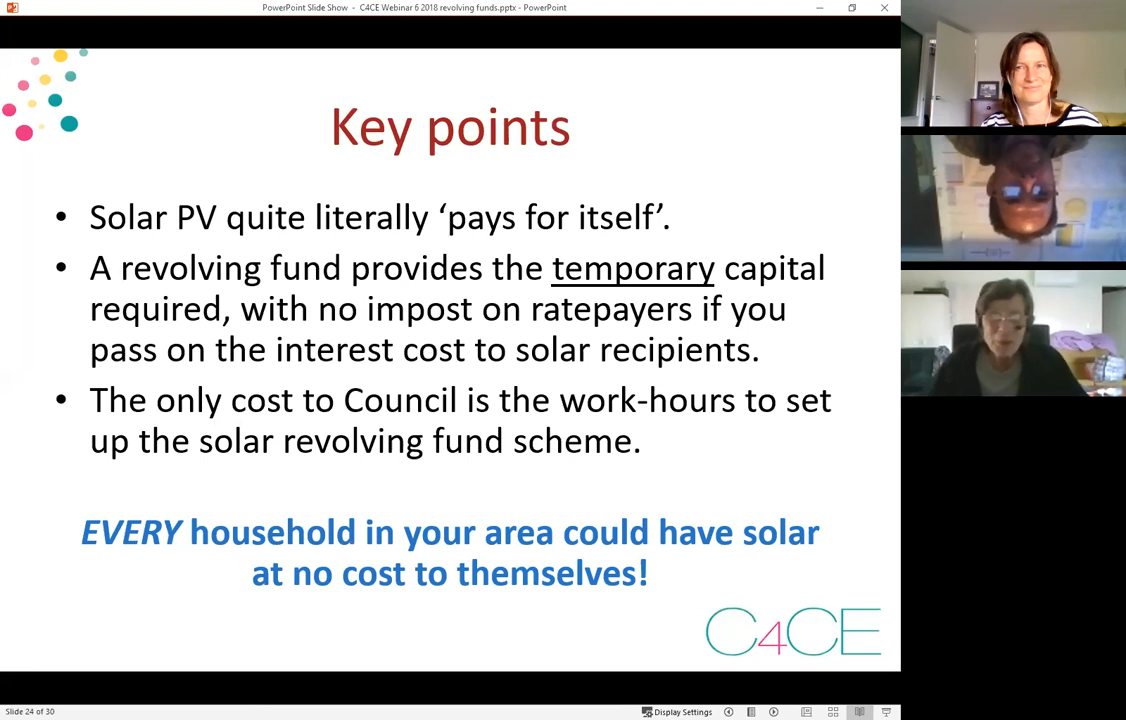 PowerPoint Slide Show - C4CE Webinar 6 2018 revolving funds.pptx - PowerPoint
Key points
• Solar PV quite literally ‘pays for itself’.
• A revolving fund provides the temporary capital
required, with no impost on ratepayers if you
pass on the interest cost to solar recipients.
• The only cost to Council is the work-hours to set
up the solar revolving fund scheme.
EVERY household in your area could have solar
at no cost to themselves!
C4CE
Slide 24 of 30
Display Settings